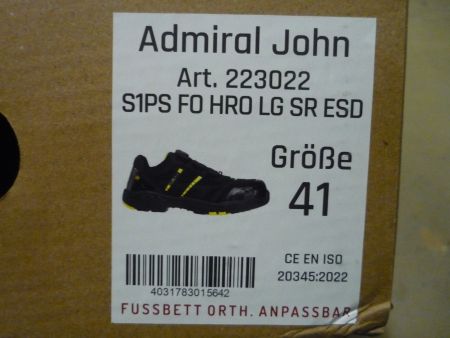 Admiral John
Art. 223022
S1PS FO HRO LG SR ESD
Größe
41
CE EN ISO
20345:2022
4031783015642
FUSSBETT ORTH. ANPASSBAR